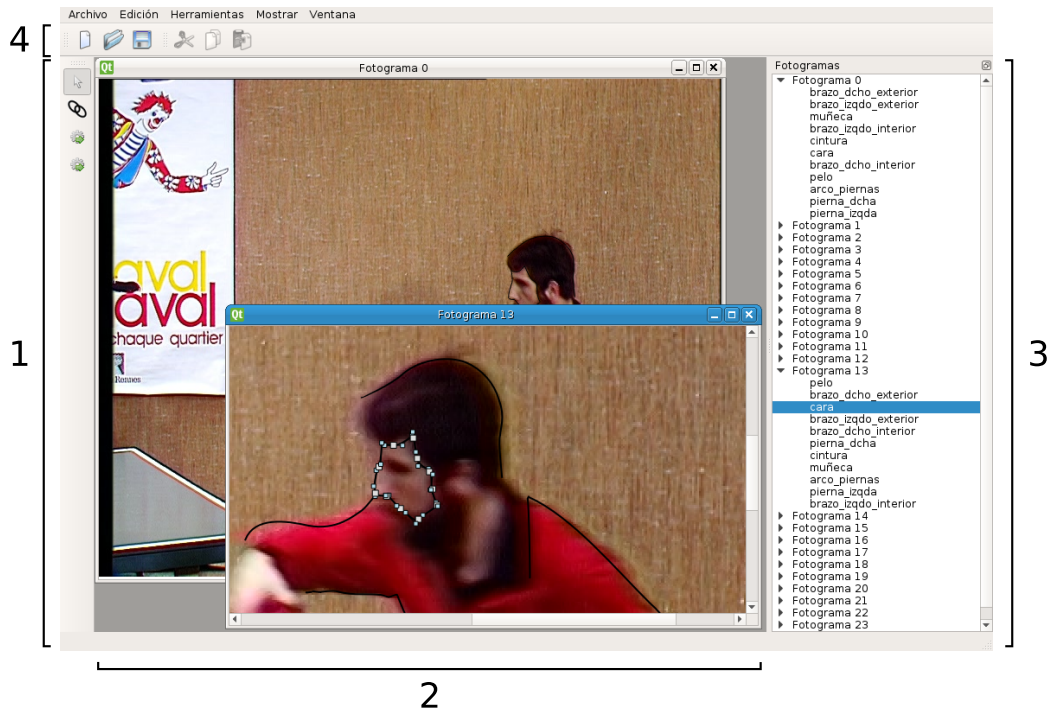 Archivo Edición Herramientas Mostrar Ventana
4
Qt Fotograma 0
Fotogramas
Fotograma 0
brazo_dcho_exterior
brazo_izqdo_exterior
muñeca
brazo_izqdo_interior
cintura
cara
brazo_dcho_interior
pelo
arco_piernas
pierna_dcha
pierna_izqda
Fotograma 1
Fotograma 2
Fotograma 3
Fotograma 4
Fotograma 5
Fotograma 6
Fotograma 7
Fotograma 8
Fotograma 9
Fotograma 10
Fotograma 11
Fotograma 12
Fotograma 13
pelo
brazo_dcho_exterior
cara
brazo_izqdo_exterior
brazo_dcho_interior
pierna_dcha
cintura
muñeca
arco_piernas
pierna_izqda
brazo_izqdo_interior
Fotograma 14
Fotograma 15
Fotograma 16
Fotograma 17
Fotograma 18
Fotograma 19
Fotograma 20
Fotograma 21
Fotograma 22
Fotograma 23
aval
aval
chaque quartier
Rennes
Qt Fotograma 13
1
3
2